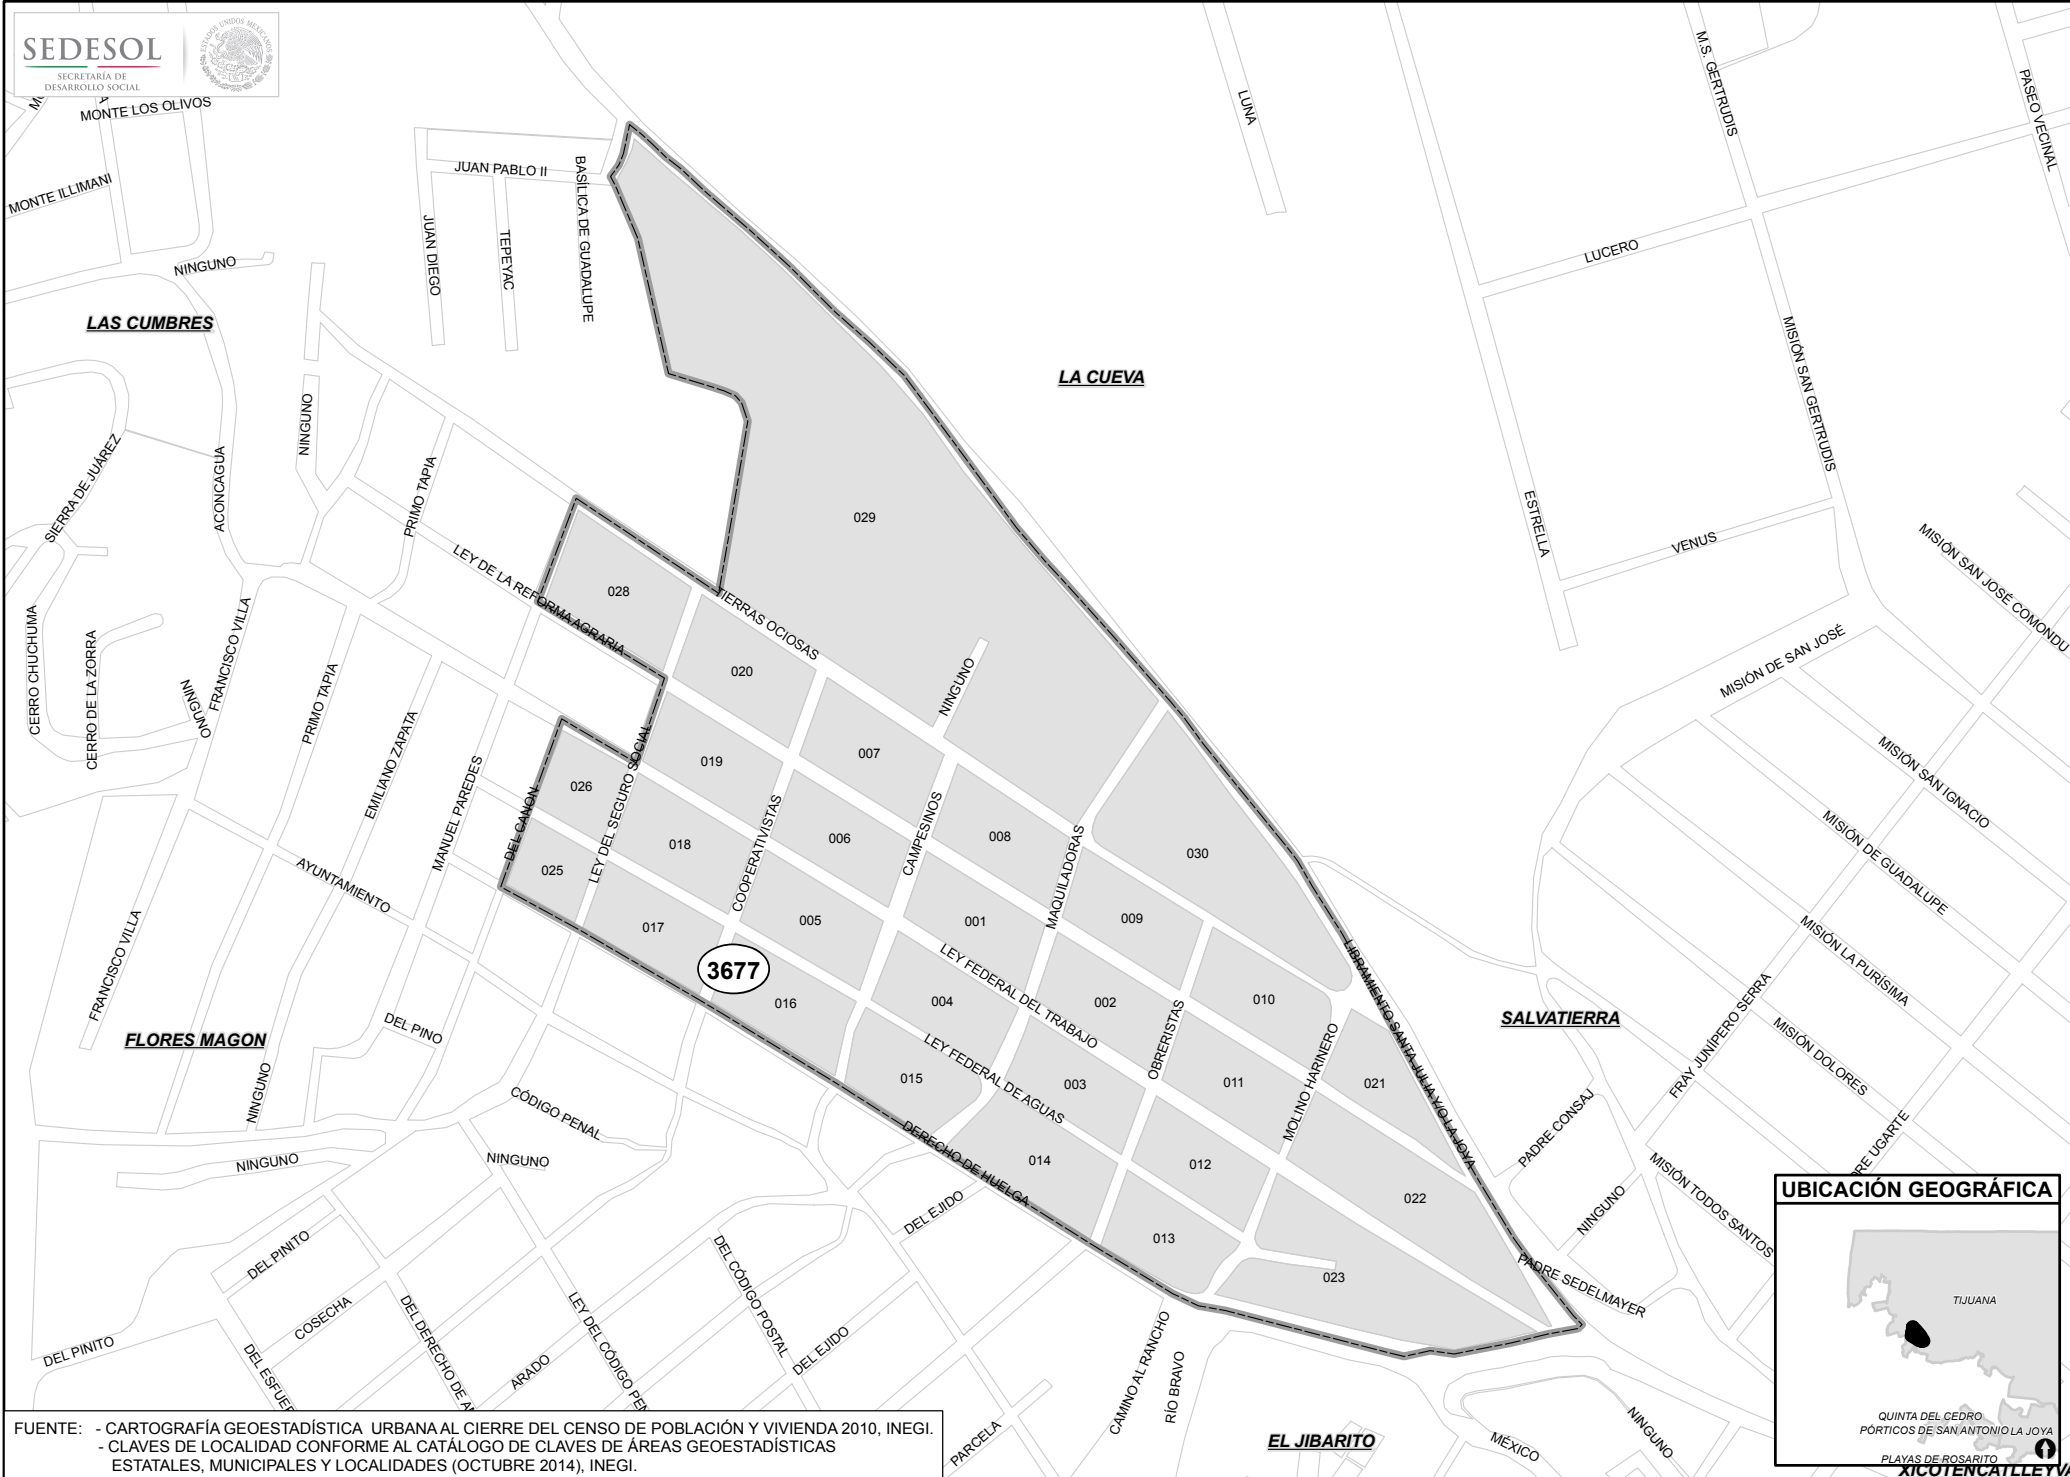 SEDESOL
SECRETARÍA DE
DESARROLLO SOCIAL
ESTADOS UNIDOS MEXICANOS
MONTE LOS OLIVOS
MONTE ILLIMANI
NINGUNO
LAS CUMBRES
JUAN PABLO II
JUAN DIEGO
TEPEYAC
BASÍLICA DE GUADALUPE
LUNA
M.S. GERTRUDIS
PASEO VECINAL
LUCERO
MISIÓN SAN GERTRUDIS
LA CUEVA
ESTRELLA
VENUS
MISIÓN SAN JOSÉ COMONDU
SIERRA DE JUÁREZ
ACONCAGUA
NINGUNO
PRIMO TAPIA
LEY DE LA REFORMA AGRARIA
TIERRAS OCIOSAS
CERRO CHUCHUMA
CERRO DE LA ZORRA
NINGUNO
FRANCISCO VILLA
PRIMO TAPIA
EMILIANO ZAPATA
MANUEL PAREDES
DEL CANON
LEY DEL SEGURO SOCIAL
COOPERATIVISTAS
CAMPESINOS
NINGUNO
MAQUILADORAS
029
028
020
007
019
026
018
006
008
030
025
017
005
001
009
3677
016
004
002
010
015
003
011
021
014
012
022
013
023
MISIÓN DE SAN JOSÉ
MISIÓN SAN IGNACIO
MISIÓN DE GUADALUPE
MISIÓN LA PURÍSIMA
MISIÓN DOLORES
FRAY JUNÍPERO SERRA
SALVATIERRA
AYUNTAMIENTO
FRANCISCO VILLA
FLORES MAGON
NINGUNO
DEL PINO
LEY FEDERAL DEL TRABAJO
LEY FEDERAL DE AGUAS
OBRERISTAS
MOLINO HARINERO
LIBRAMIENTO SANTA JULIA Y/O LA JOYA
PADRE CONSAJ
MISIÓN TODOS SANTOS
NINGUNO
PADRE SEDELMAYER
NINGUNO
CÓDIGO PENAL
NINGUNO
DERECHO DE HUELGA
DEL EJIDO
DEL PINITO
COSECHA
DEL PINITO
ARADO
DEL CÓDIGO POSTAL
DEL EJIDO
CAMINO AL RANCHO
RÍO BRAVO
PARCELA
EL JIBARITO
MÉXICO
NINGUNO
UBICACIÓN GEOGRÁFICA
TIJUANA
QUINTA DEL CEDRO
PÓRTICOS DE SAN ANTONIO LA JOYA
PLAYAS DE ROSARITO
FUENTE: - CARTOGRAFÍA GEOESTADÍSTICA URBANA AL CIERRE DEL CENSO DE POBLACIÓN Y VIVIENDA 2010, INEGI.
- CLAVES DE LOCALIDAD CONFORME AL CATÁLOGO DE CLAVES DE ÁREAS GEOESTADÍSTICAS
ESTATALES, MUNICIPALES Y LOCALIDADES (OCTUBRE 2014), INEGI.